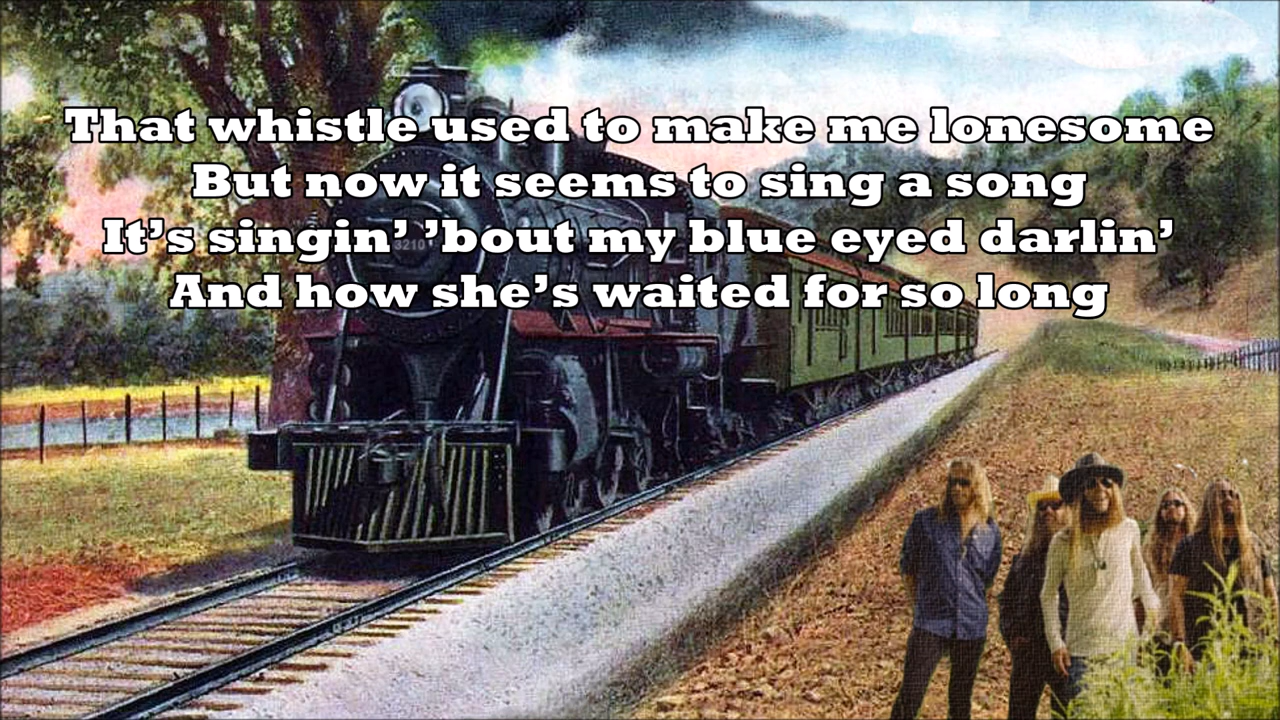 That whistle used to make me lonesome
But now it seems to sing a song
It’s singin’ ’bout my blue eyed darlin’
And how she’s waited for so long
3210